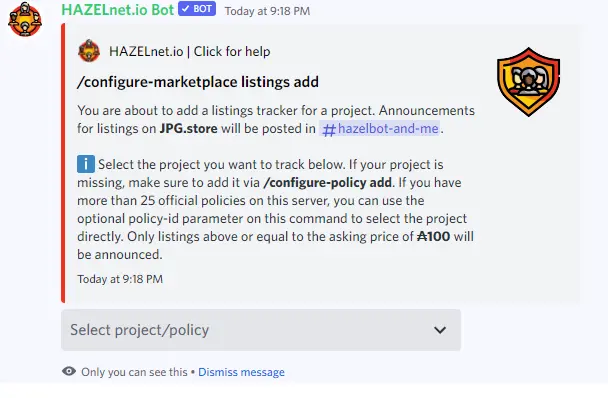 HAZELnet.io Bot ✓ BOT Today at 9:18 PM
HAZELnet.io | Click for help
/configure-marketplace listings add
You are about to add a listings tracker for a project. Announcements
for listings on JPG.store will be posted in #hazelbot-and-me.
ℹ️ Select the project you want to track below. If your project is
missing, make sure to add it via /configure-policy add. If you have
more than 25 official policies on this server, you can use the
optional policy-id parameter on this command to select the project
directly. Only listings above or equal to the asking price of ₳100 will
be announced.
Today at 9:18 PM
Select project/policy
Only you can see this • Dismiss message